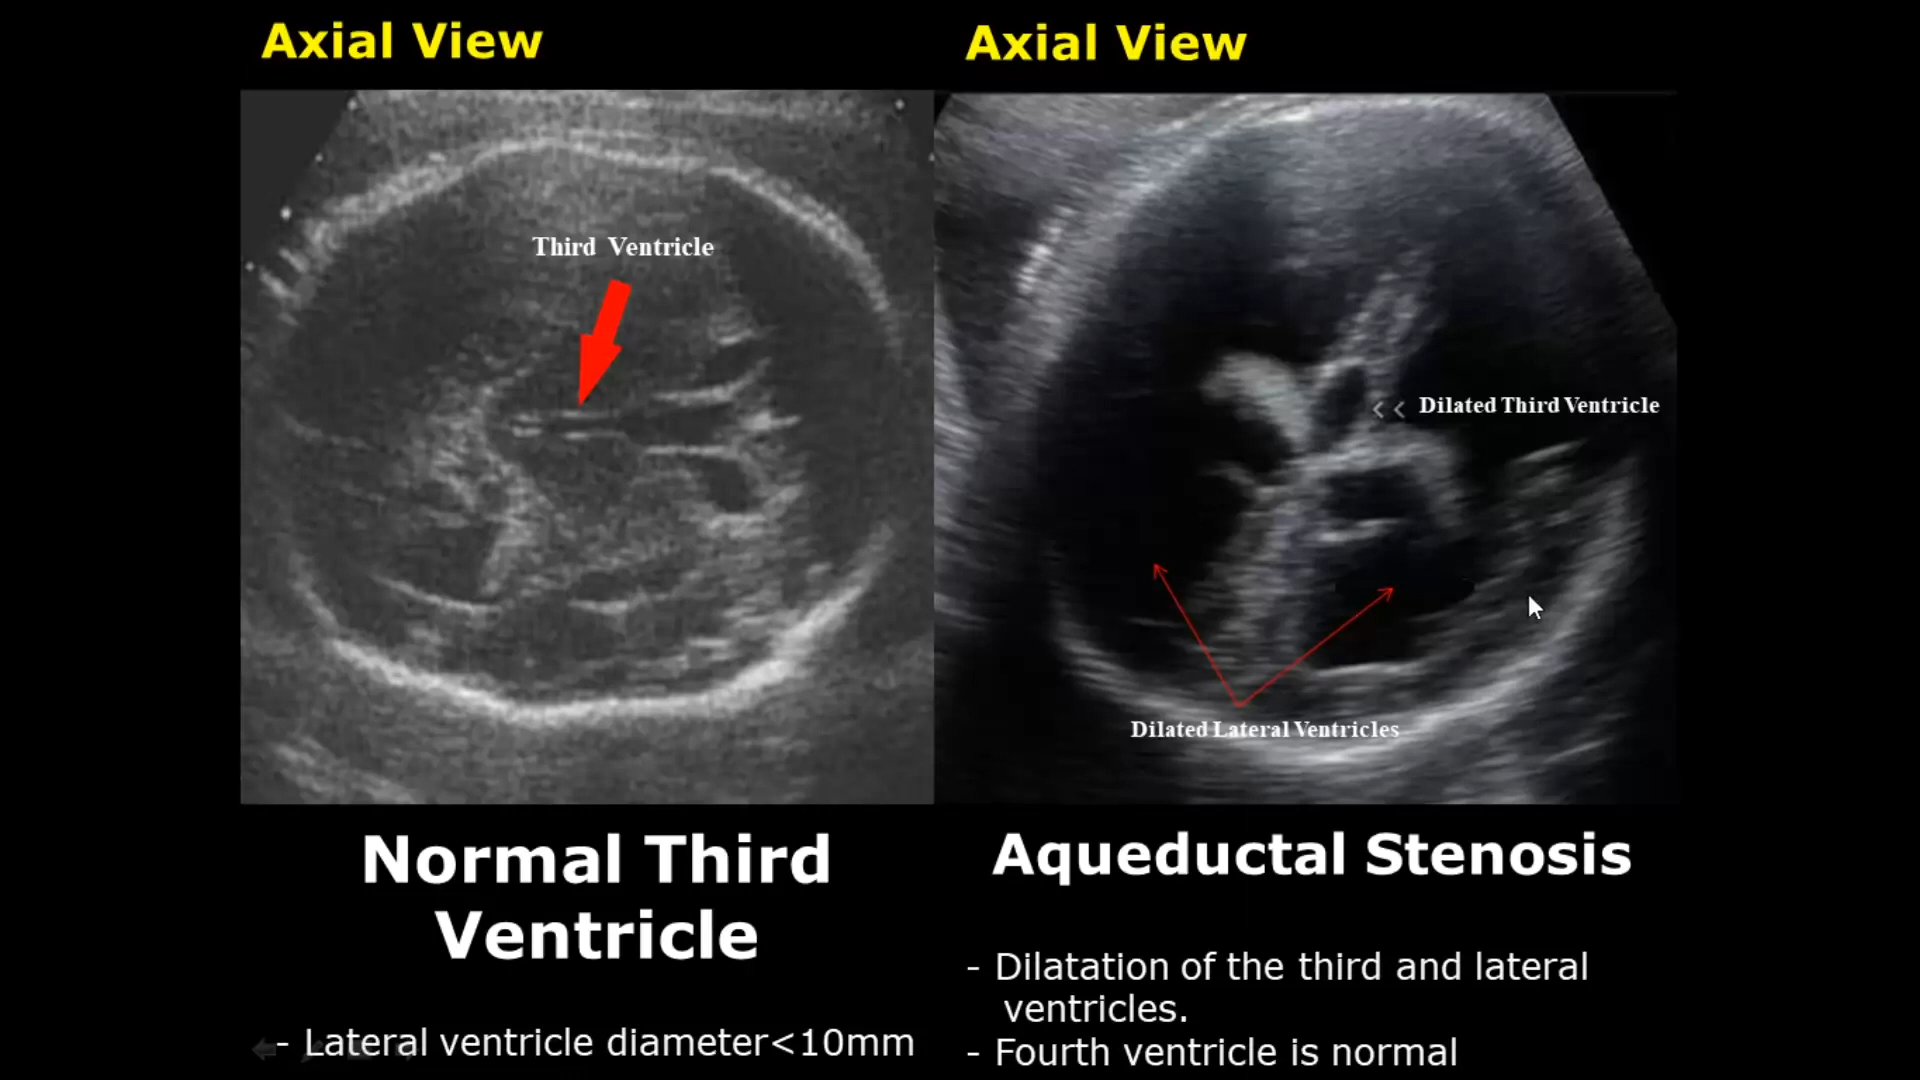 Axial View
Third Ventricle
Normal Third
Ventricle
- Lateral ventricle diameter<10mm
Axial View
Dilated Third Ventricle
Dilated Lateral Ventricles
Aqueductal Stenosis
- Dilatation of the third and lateral
ventricles.
- Fourth ventricle is normal